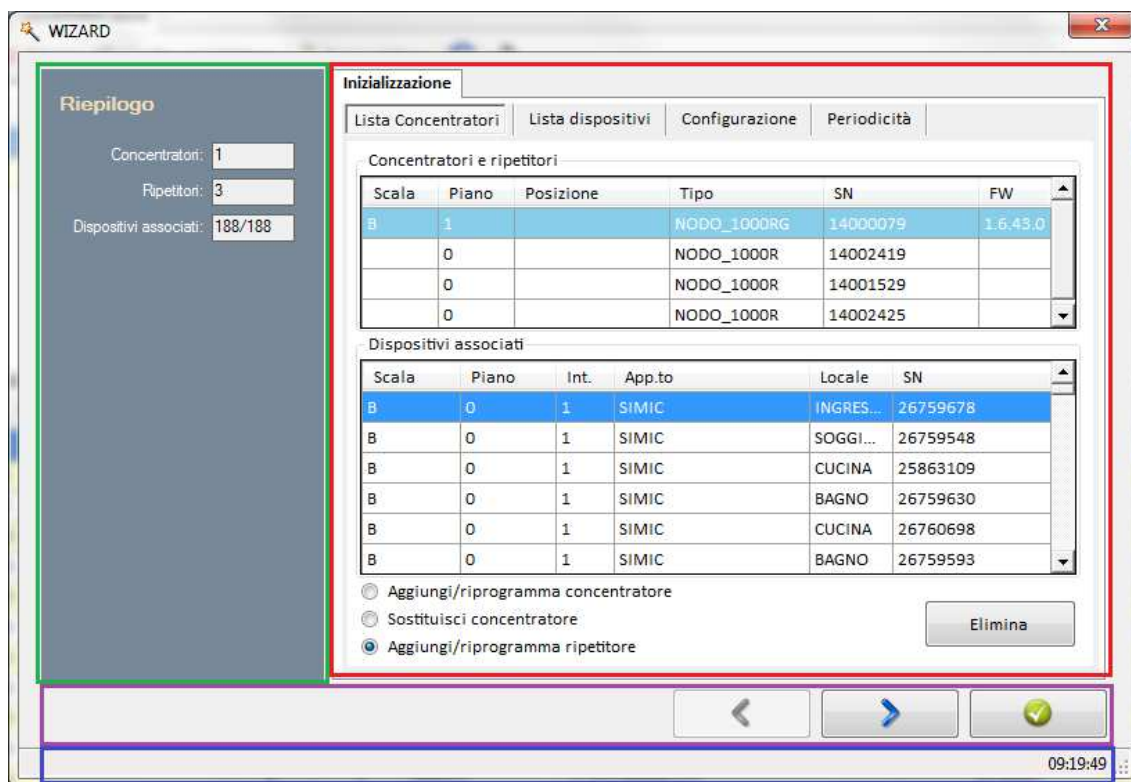 WIZARD
Riepilogo
Concentratori: 1
Ripetitori: 3
Dispositivi associati: 188/188
Inizializzazione
Lista Concentratori Lista dispositivi Configurazione Periodicità
Concentratori e ripetitori
Scala Piano Posizione Tipo SN FW
B 1 NODO_1000RG 14000079 1.6.43.0
0 NODO_1000R 14002419
0 NODO_1000R 14001529
0 NODO_1000R 14002425
Dispositivi associati
Scala Piano Int. App.to Locale SN
B 0 1 SIMIC INGRES... 26759678
B 0 1 SIMIC SOGGI... 26759548
B 0 1 SIMIC CUCINA 25863109
B 0 1 SIMIC BAGNO 26759630
B 0 1 SIMIC CUCINA 26760698
B 0 1 SIMIC BAGNO 26759593
Aggiungi/riprogramma concentratore
Sostituisci concentratore
Aggiungi/riprogramma ripetitore
Elimina
09:19:49